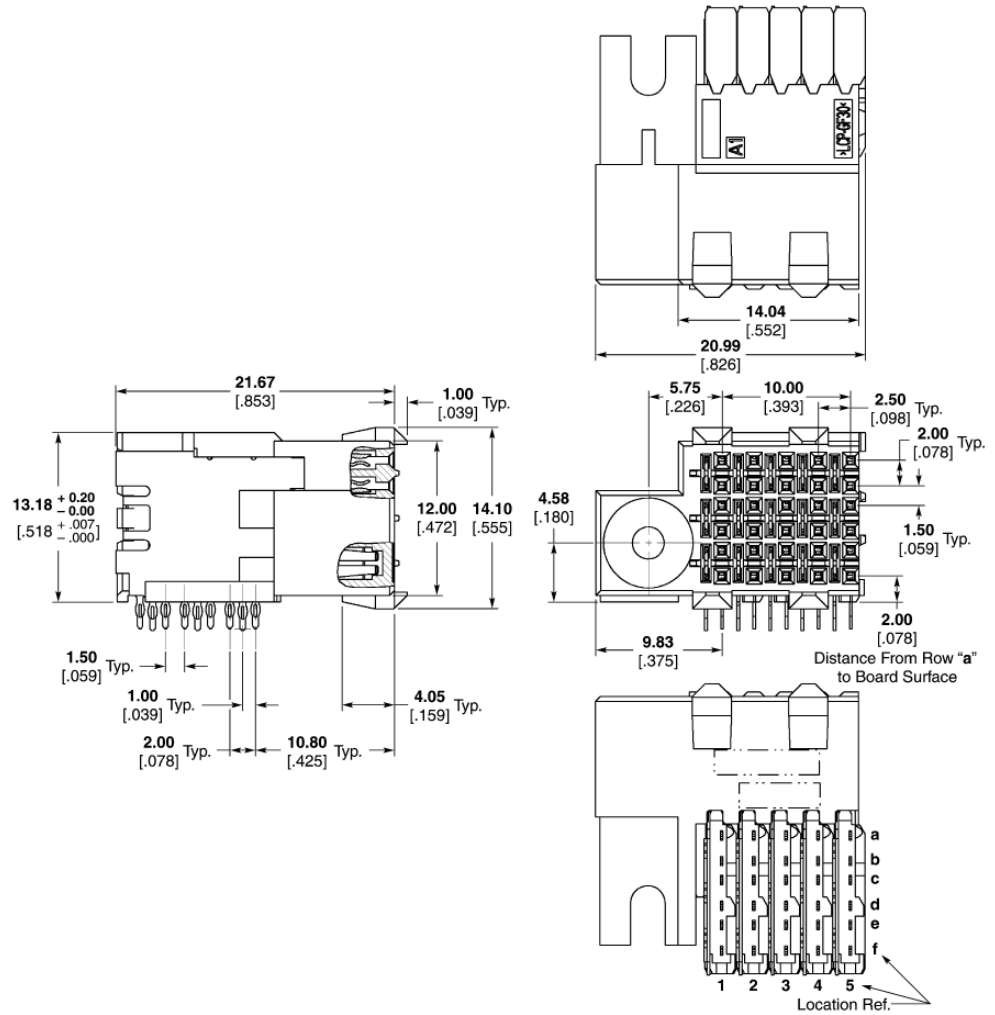 A1
>LCP-GF30<
14.04
[.552]
20.99
[.826]
21.67
[.853]
1.00
[.039] Typ.
13.18 + 0.20 - 0.00
[.518 + .007 - .000]
12.00
[.472]
14.10
[.555]
1.50
[.059] Typ.
1.00
[.039] Typ.
2.00
[.078] Typ.
10.80
[.425]
4.05
[.159] Typ.
5.75
[.226]
10.00
[.393]
2.50
[.098] Typ.
2.00
[.078] Typ.
4.58
[.180]
1.50
[.059] Typ.
2.00
[.078]
9.83
[.375]
Distance From Row “a”
to Board Surface
a
b
c
d
e
f
1 2 3 4 5
Location Ref.